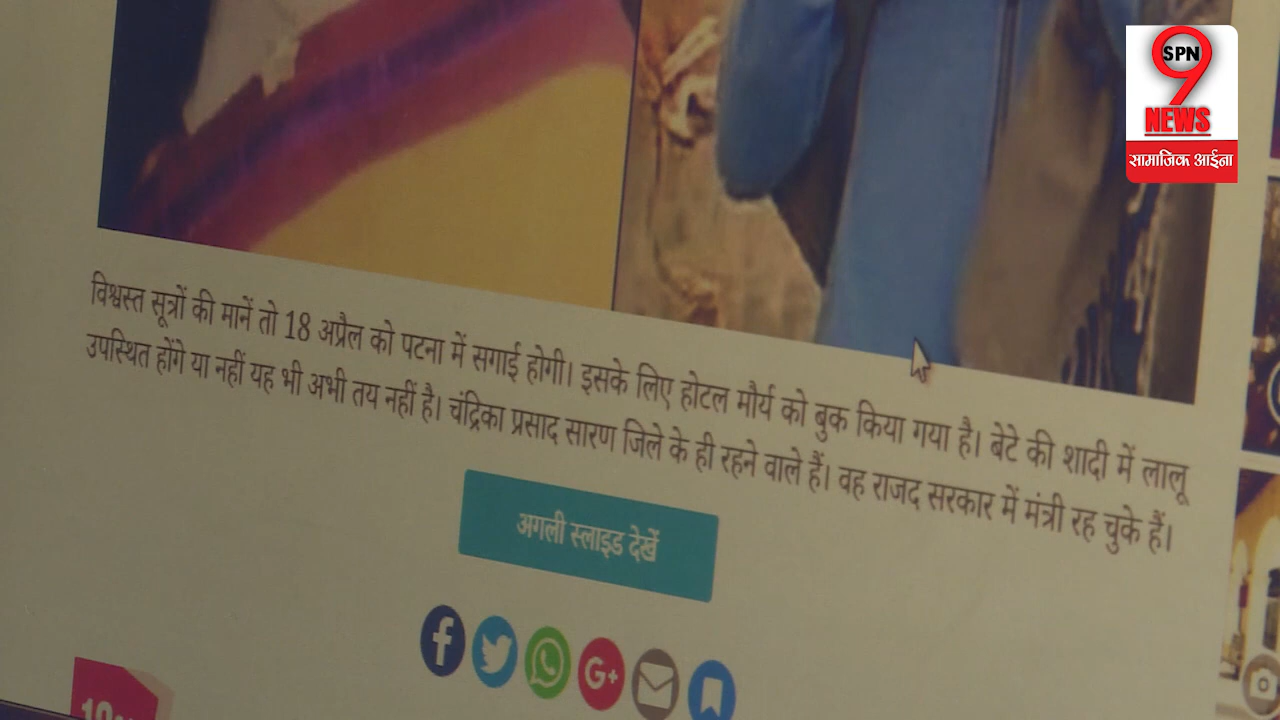 SPN
9
NEWS
सामाजिक आईना
विश्वस्त सूत्रों की मानें तो 18 अप्रैल को पटना में सगाई होगी। इसके लिए होटल मौर्य को बुक किया गया है। बेटे की शादी में लालू
उपस्थित होंगे या नहीं यह भी अभी तय नहीं है। चंद्रिका प्रसाद सारण जिले के ही रहने वाले हैं। वह राजद सरकार में मंत्री रह चुके हैं।
अगली स्लाइड देखें
G+